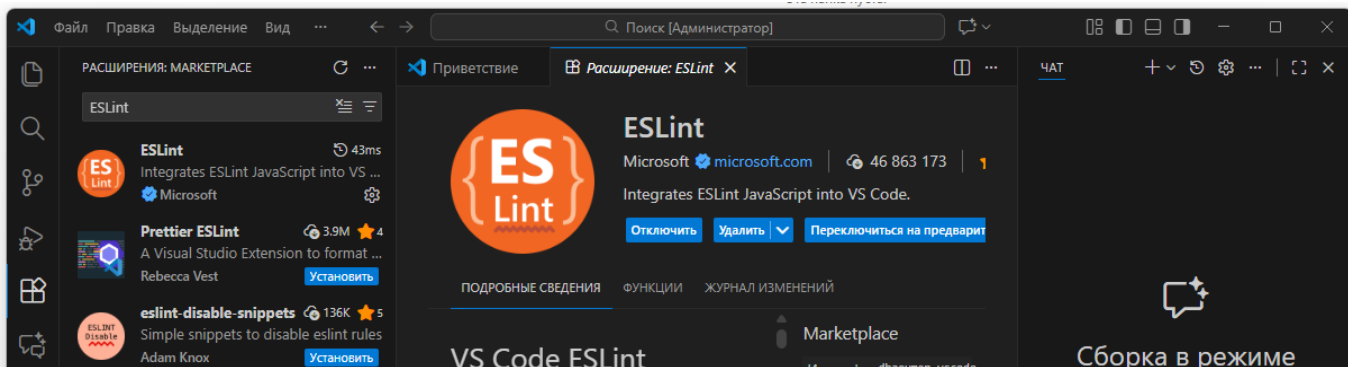 Файл Правка Выделение Вид ··· Поиск [Администратор]
РАСШИРЕНИЯ: MARKETPLACE
ESLint
ESLint 43ms
Integrates ESLint JavaScript into VS ...
Microsoft
Prettier ESLint 3.9M 4
A Visual Studio Extension to format ...
Rebecca Vest Установить
eslint-disable-snippets 136K 5
Simple snippets to disable eslint rules
Adam Knox Установить
ESLINT
Disable
Приветствие Расширение: ESLint
ES
Lint
ESLint
Microsoft microsoft.com 46 863 173
Integrates ESLint JavaScript into VS Code.
Отключить Удалить Переключиться на предварит
ПОДРОБНЫЕ СВЕДЕНИЯ ФУНКЦИИ ЖУРНАЛ ИЗМЕНЕНИЙ
VS Code ESLint
Marketplace
ЧАТ
Сборка в режиме